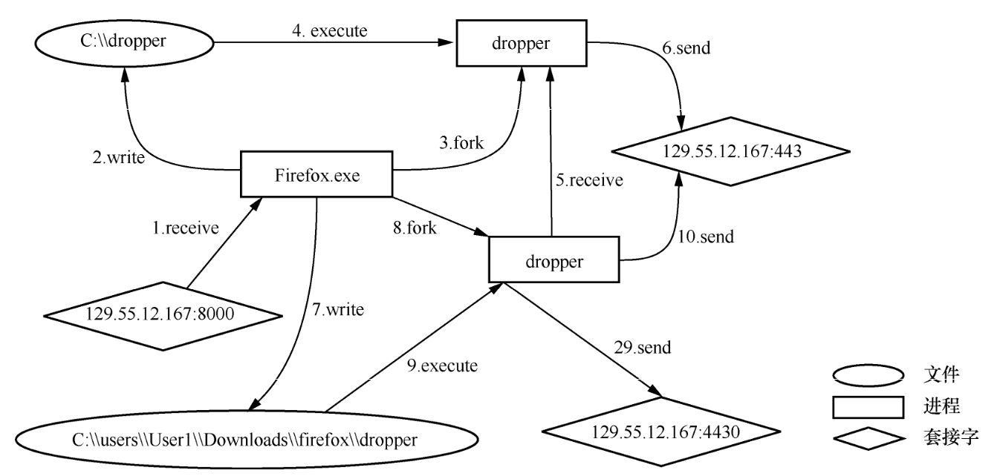 C:\\dropper
4. execute
dropper
6.send
2.write
3.fork
129.55.12.167:443
Firefox.exe
5.receive
1.receive
8.fork
10.send
dropper
129.55.12.167:8000
7.write
29.send
9.execute
文件
进程
129.55.12.167:4430
C:\\users\\User1\\Downloads\\firefox\\dropper
套接字